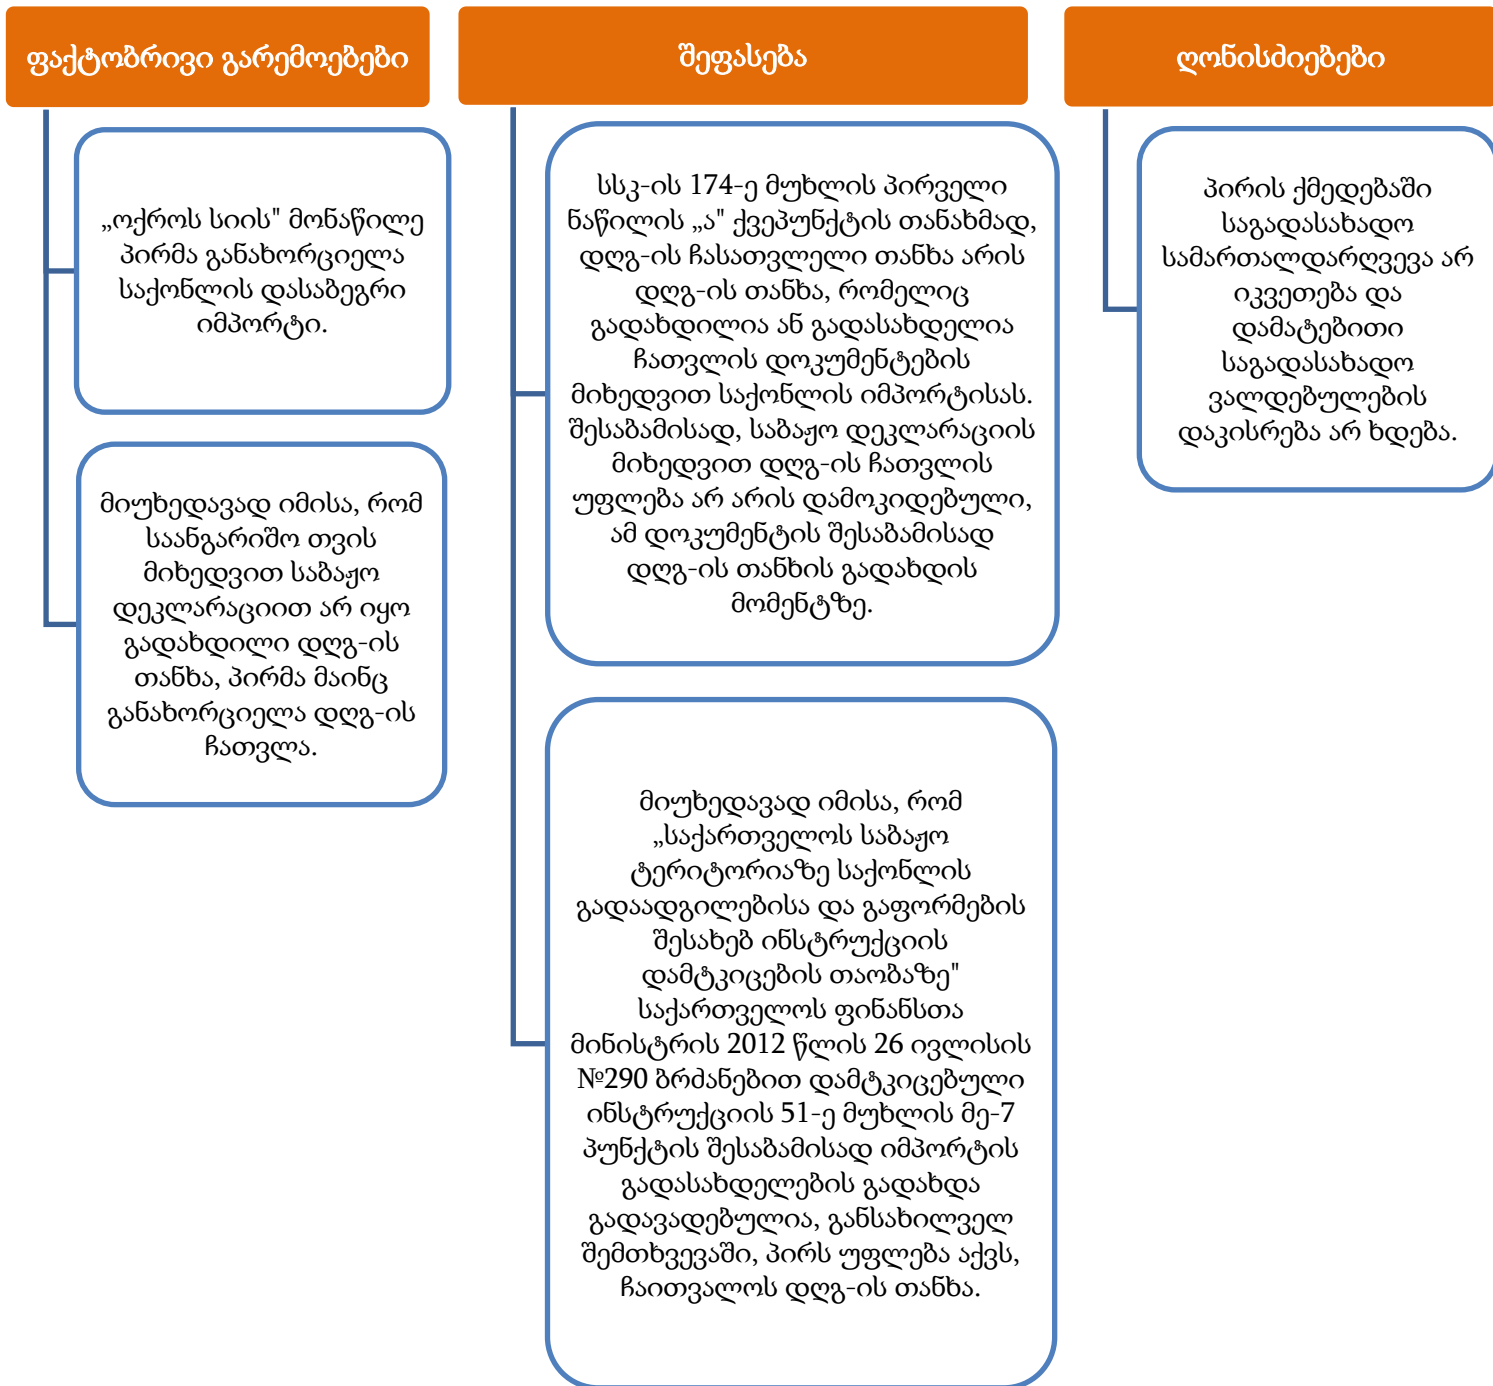 ფაქტობრივი გარემოებები
„ოქროს სიის" მონაწილე
პირმა განახორციელა
საქონლის დასაბეგრი
იმპორტი.
მიუხედავად იმისა, რომ
საანგარიშო თვის
მიხედვით საბაჟო
დეკლარაციით არ იყო
გადახდილი დღგ-ის
თანხა, პირმა მაინც
განახორციელა დღგ-ის
ჩათვლა.
შეფასება
სსკ-ის 174-ე მუხლის პირველი
ნაწილის „ა" ქვეპუნქტის თანახმად,
დღგ-ის ჩასათვლელი თანხა არის
დღგ-ის თანხა, რომელიც
გადახდილია ან გადასახდელია
ჩათვლის დოკუმენტების
მიხედვით საქონლის იმპორტისას.
შესაბამისად, საბაჟო დეკლარაციის
მიხედვით დღგ-ის ჩათვლის
უფლება არ არის დამოკიდებული,
ამ დოკუმენტის შესაბამისად
დღგ-ის თანხის გადახდის
მომენტზე.
მიუხედავად იმისა, რომ
„საქართველოს საბაჟო
ტერიტორიაზე საქონლის
გადაადგილებისა და გაფორმების
შესახებ ინსტრუქციის
დამტკიცების თაობაზე"
საქართველოს ფინანსთა
მინისტრის 2012 წლის 26 ივლისის
№290 ბრძანებით დამტკიცებული
ინსტრუქციის 51-ე მუხლის მე-7
პუნქტის შესაბამისად იმპორტის
გადასახდელების გადახდა
გადავადებულია, განსახილველ
შემთხვევაში, პირს უფლება აქვს,
ჩაითვალოს დღგ-ის თანხა.
ღონისძიებები
პირის ქმედებაში
საგადასახადო
სამართალდარღვევა არ
იკვეთება და
დამატებითი
საგადასახადო
ვალდებულების
დაკისრება არ ხდება.